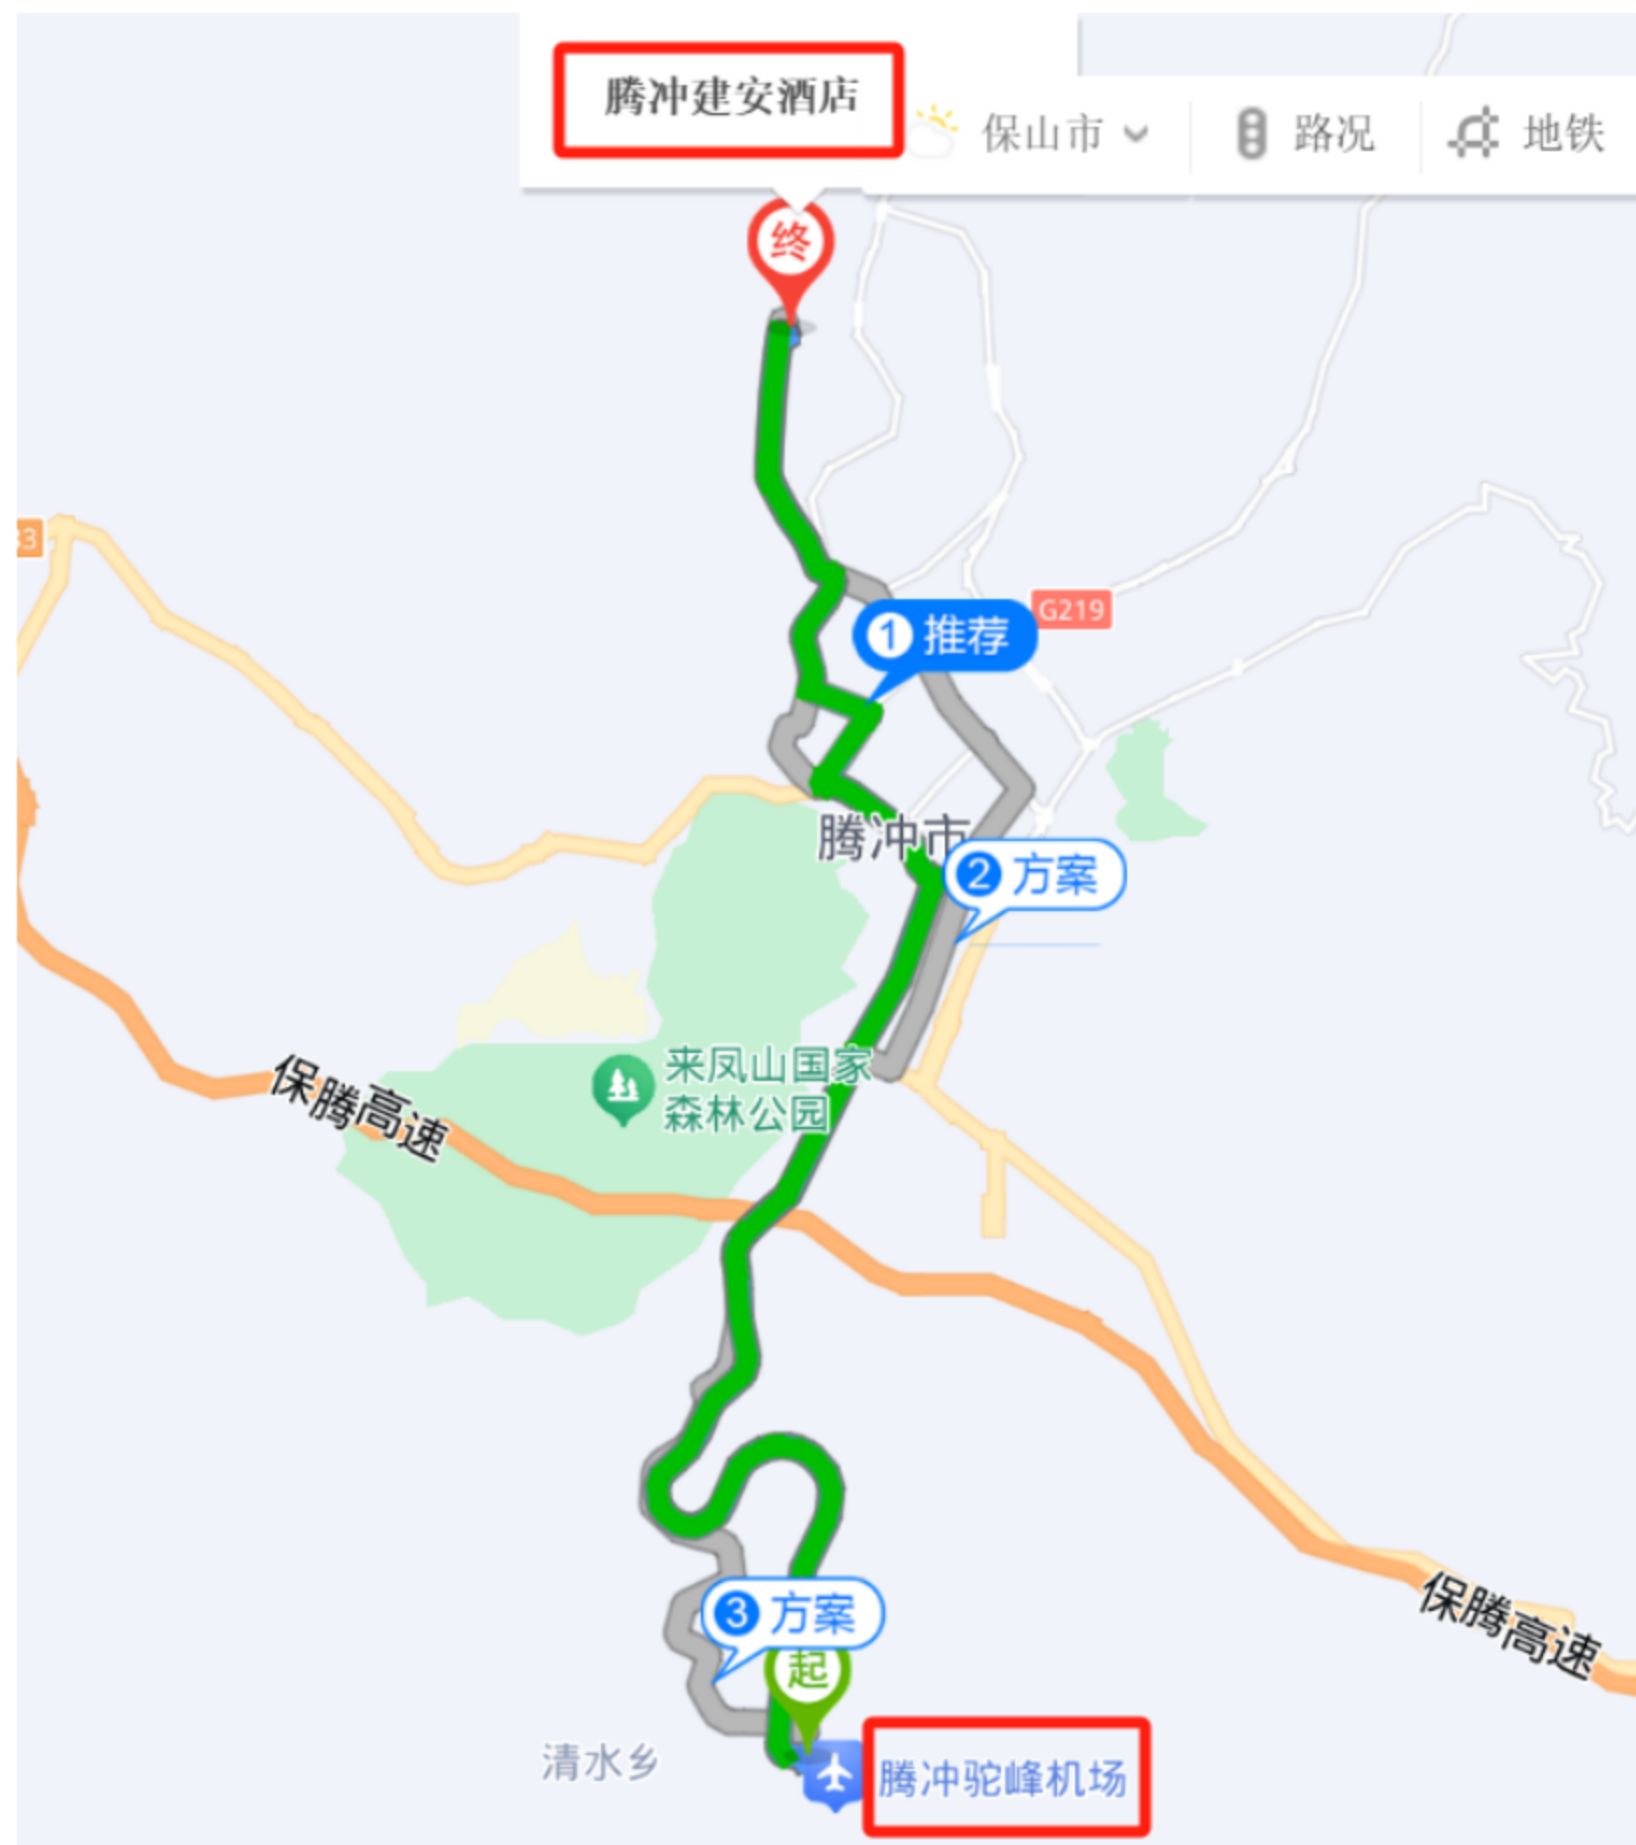 腾冲建安酒店
保山市
路况
地铁
终
33
G219
1 推荐
腾冲市
2 方案
来凤山国家
森林公园
保腾高速
保腾高速
3 方案
起
清水乡
腾冲驼峰机场